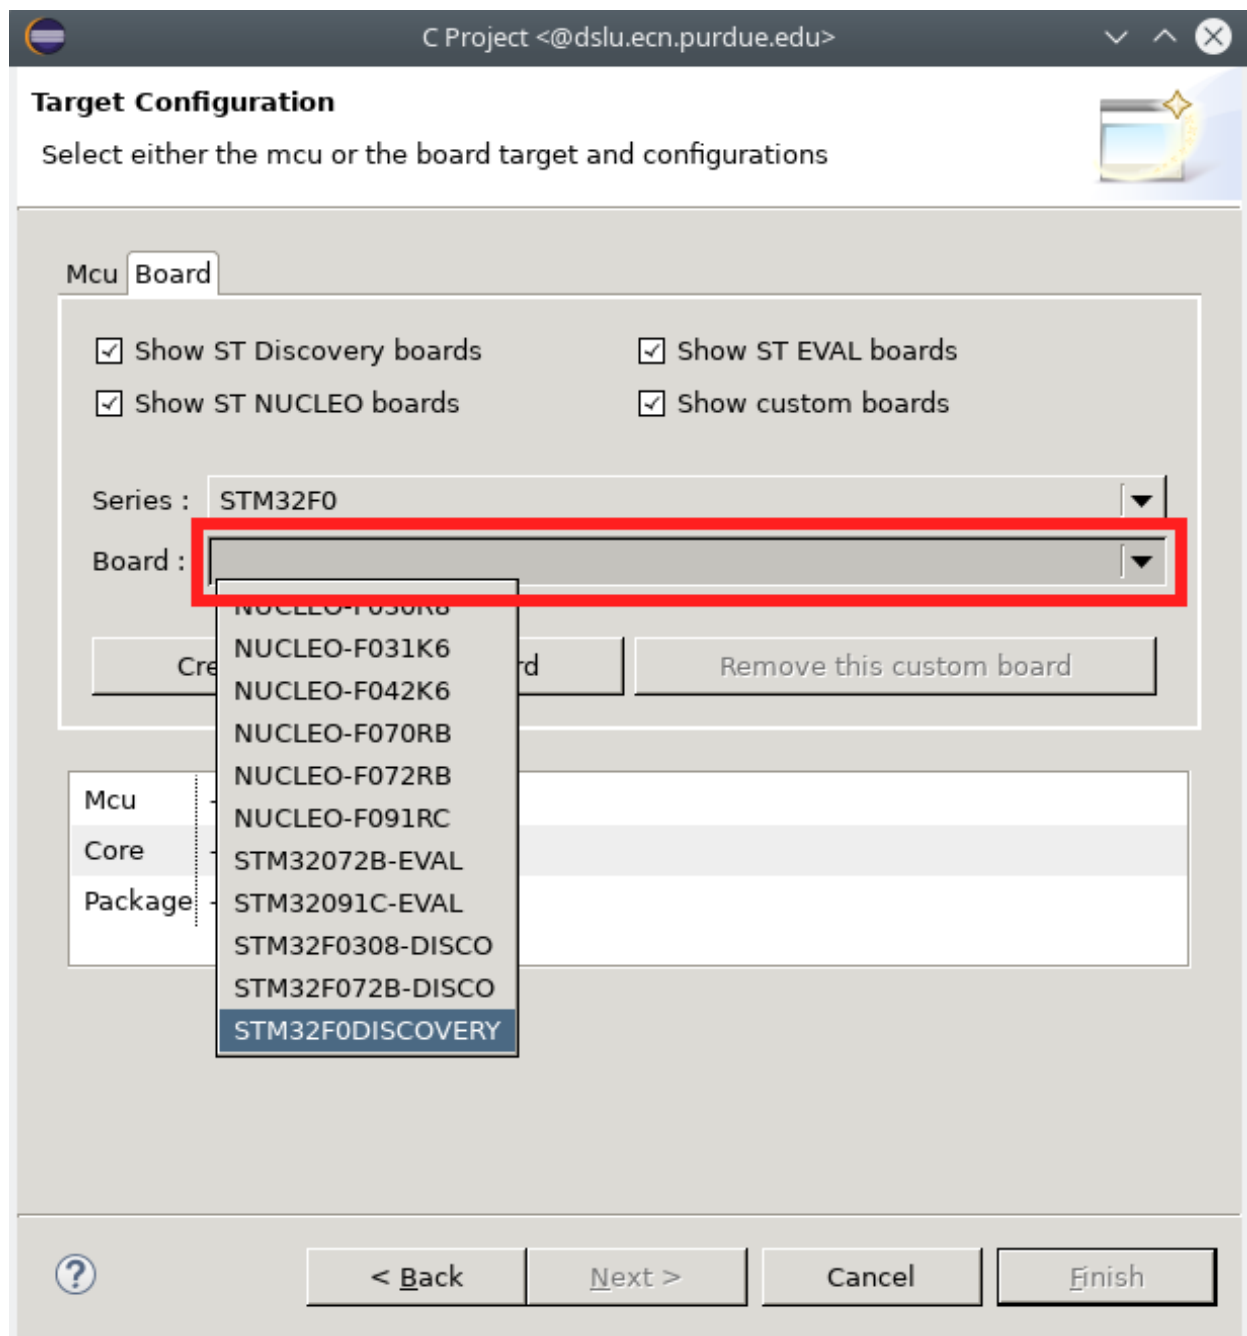 C Project <@dslu.ecn.purdue.edu>
Target Configuration
Select either the mcu or the board target and configurations
Mcu Board
Show ST Discovery boards Show ST EVAL boards
Show ST NUCLEO boards Show custom boards
Series : STM32F0
Board :
NUCLEO-F031K6
Remove this custom board
NUCLEO-F042K6
NUCLEO-F070RB
NUCLEO-F072RB
NUCLEO-F091RC
STM32072B-EVAL
STM32091C-EVAL
STM32F0308-DISCO
STM32F072B-DISCO
STM32F0DISCOVERY
Mcu
Core
Package
? < Back Next > Cancel Finish